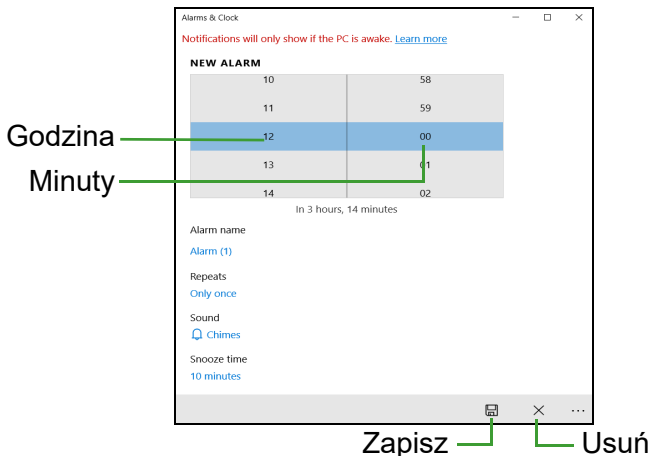 Alarms & Clock
Notifications will only show if the PC is awake. Learn more
NEW ALARM
10 58
11 59
Godzina 12 00
Minuty 13 01
14 02
In 3 hours, 14 minutes
Alarm name
Alarm (1)
Repeats
Only once
Sound
Chimes
Snooze time
10 minutes
Zapisz Usuń